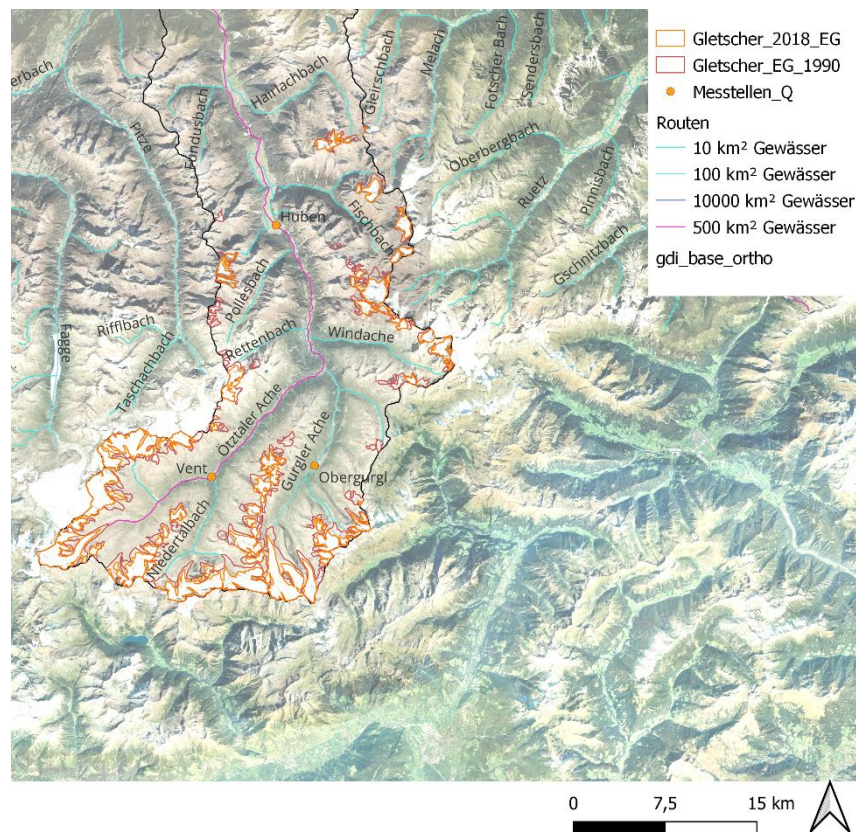 Gletscher_2018_EG
Gletscher_EG_1990
Messtellen_Q
Routen
10 km² Gewässer
100 km² Gewässer
10000 km² Gewässer
500 km² Gewässer
gdi_base_ortho
erbach
Pitze
Fundusbach
Hairlachbach
Gleirschbach
Melach
Fotscher Bach
Sendersbach
Oberbergbach
Ruetz
Pinnisbach
Gschnitzbach
Fischbach
Huben
Pollesbach
Rifflbach
Fagge
Taschachbach
Rettenbach
Windache
Ötztaler Ache
Gurgler Ache
Vent
Obergurgl
Niedertalbach
0 7,5 15 km